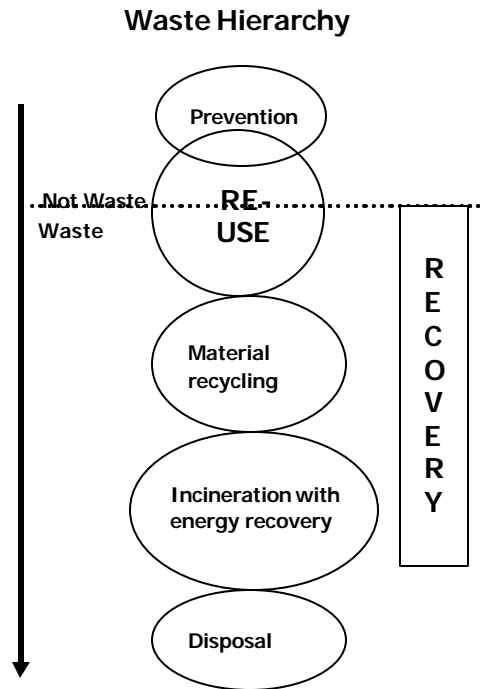 Waste Hierarchy
Prevention
Not Waste
RE-
USE
Waste
R
E
C
O
V
E
R
Y
Material
recycling
Incineration with
energy recovery
Disposal